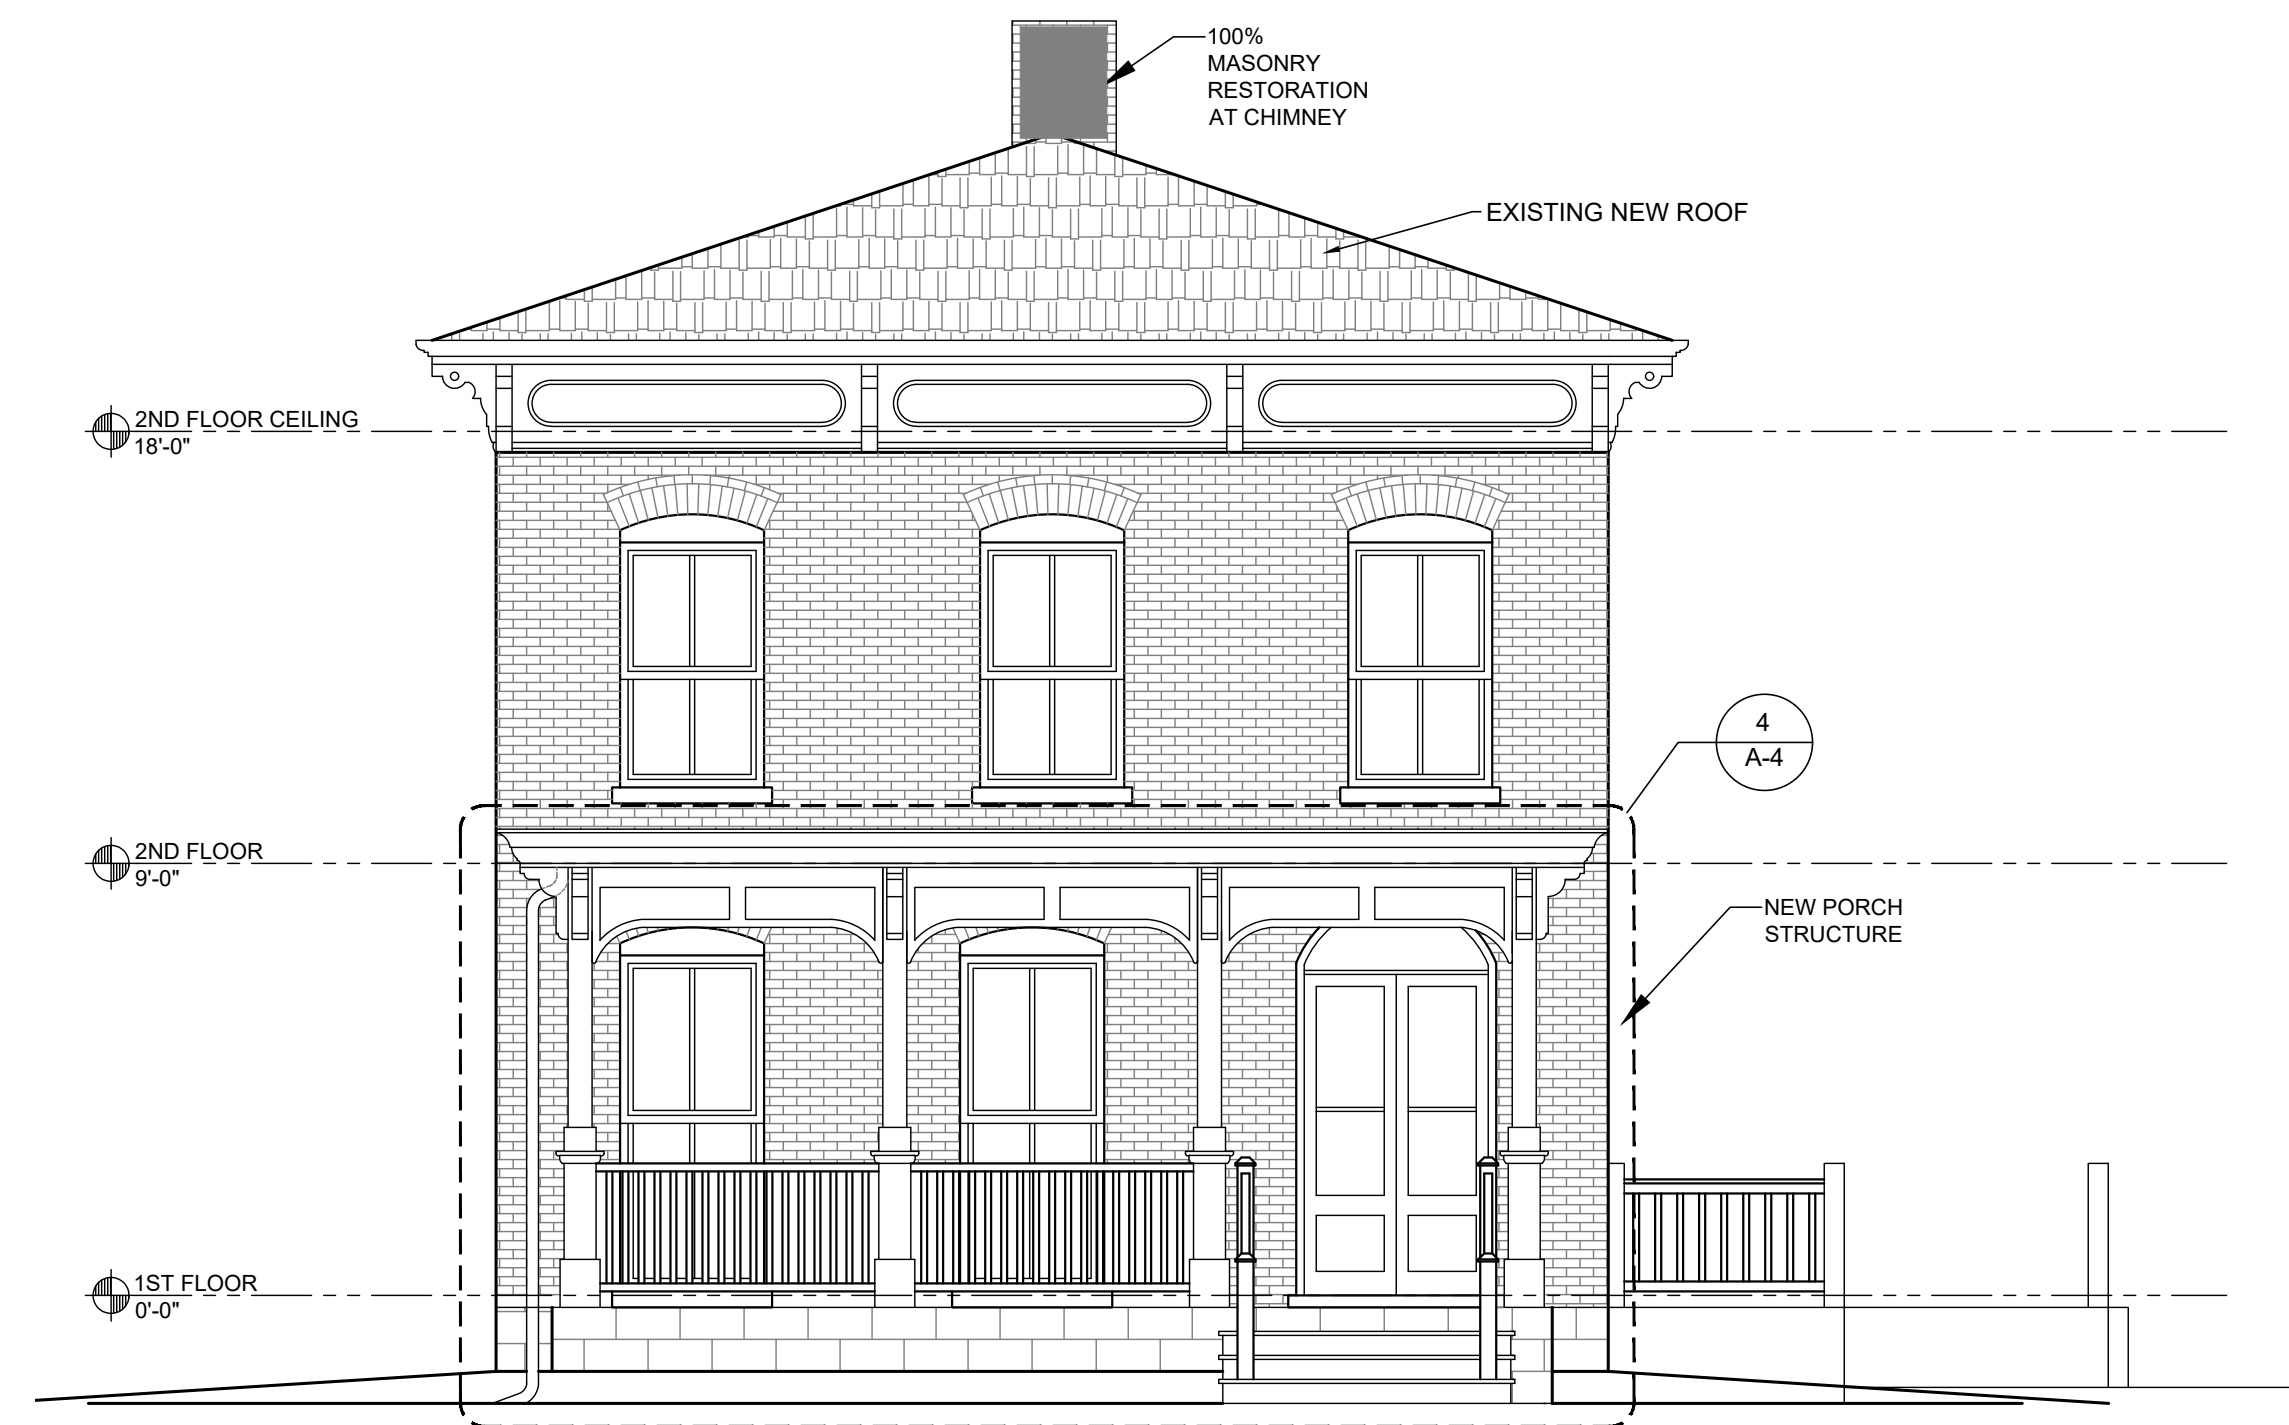 100%
MASONRY
RESTORATION
AT CHIMNEY
EXISTING NEW ROOF
2ND FLOOR CEILING
18'-0"
4
A-4
2ND FLOOR
9'-0"
NEW PORCH
STRUCTURE
1ST FLOOR
0'-0"